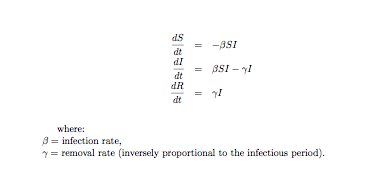 dS/dt = −βSI
dI/dt = βSI − γI
dR/dt = γI
where:
β = infection rate,
γ = removal rate (inversely proportional to the infectious period).